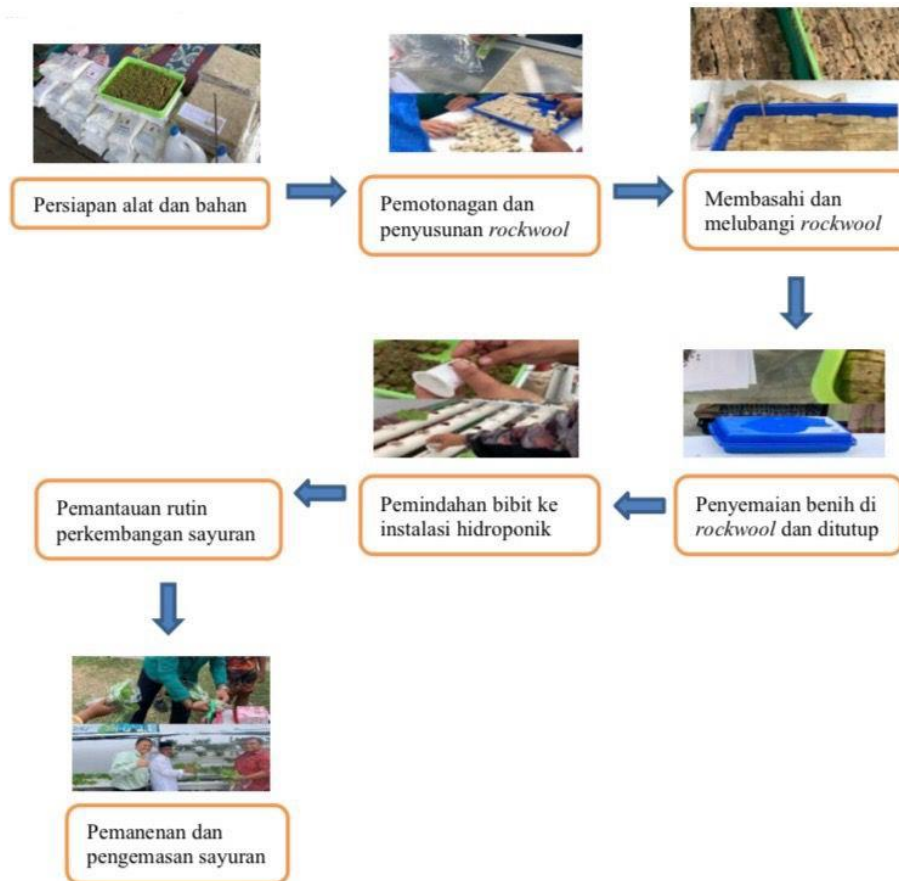 Persiapan alat dan bahan
Pemotonagan dan
penyusunan rockwool
Membasahi dan
melubangi rockwool
Penyemaian benih di
rockwool dan ditutup
Pemindahan bibit ke
instalasi hidroponik
Pemantauan rutin
perkembangan sayuran
Pemanenan dan
pengemasan sayuran